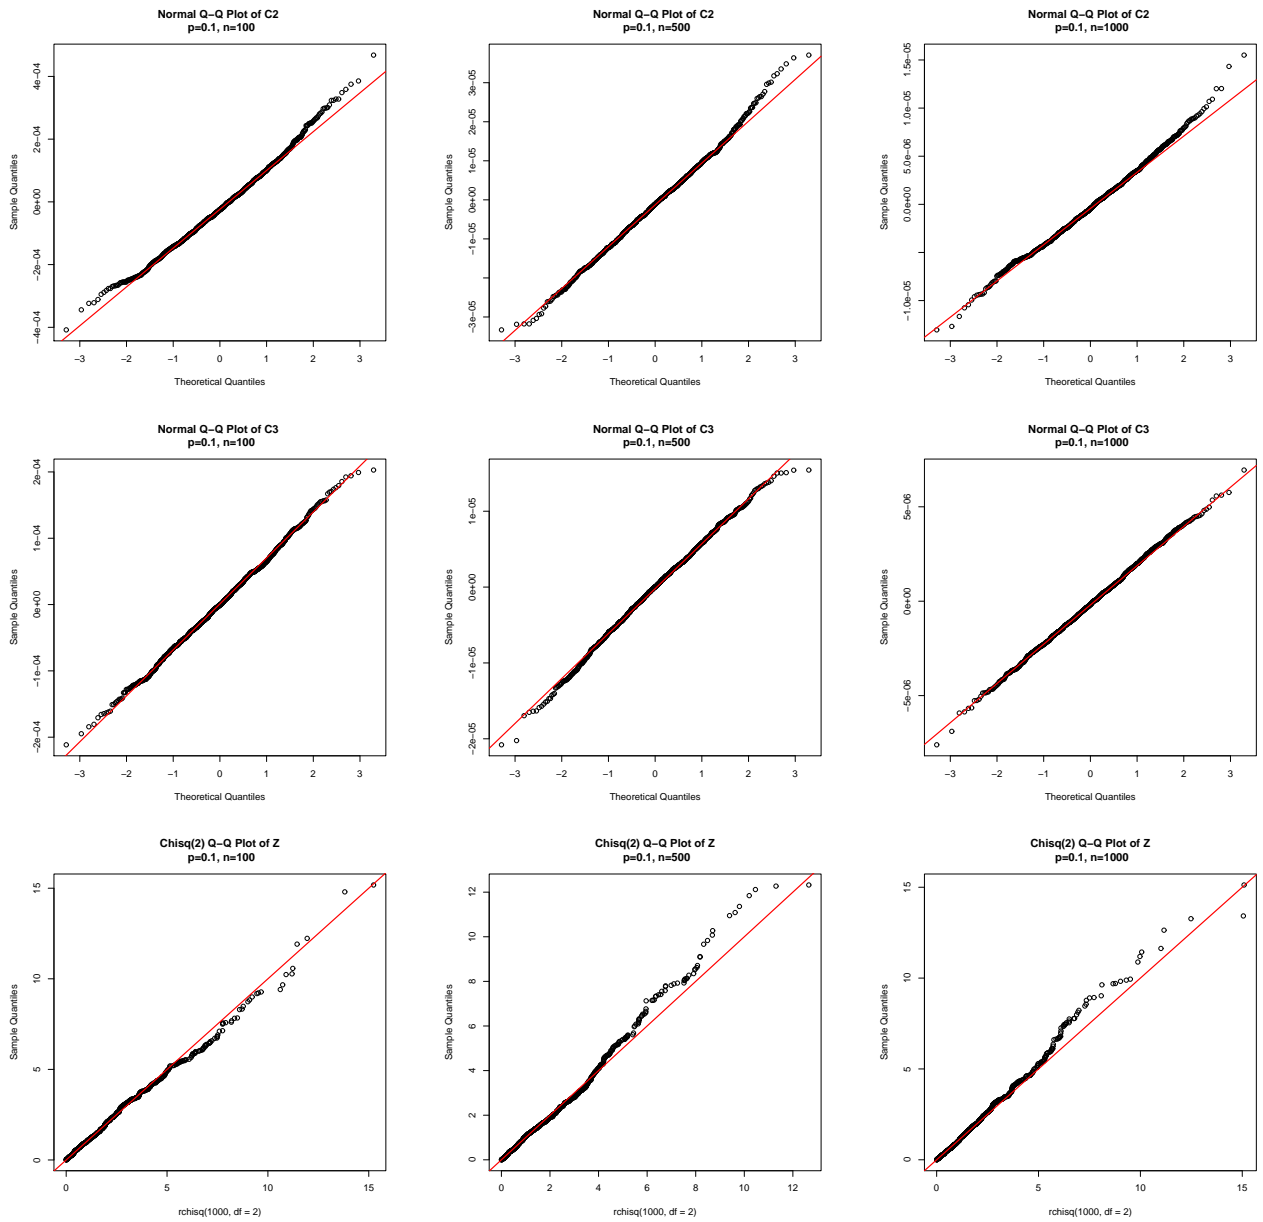 Normal Q−Q Plot of C2
p=0.1, n=100
Sample Quantiles
−4e−04
−2e−04
0e+00
2e−04
4e−04
−3
−2
−1
0
1
2
3
Theoretical Quantiles
Normal Q−Q Plot of C2
p=0.1, n=500
Sample Quantiles
−3e−05
−1e−05
0e+00
1e−05
2e−05
3e−05
−3
−2
−1
0
1
2
3
Theoretical Quantiles
Normal Q−Q Plot of C2
p=0.1, n=1000
Sample Quantiles
−1.0e−05
0.0e+00
5.0e−06
1.0e−05
1.5e−05
−3
−2
−1
0
1
2
3
Theoretical Quantiles
Normal Q−Q Plot of C3
p=0.1, n=100
Sample Quantiles
−2e−04
−1e−04
0e+00
1e−04
2e−04
−3
−2
−1
0
1
2
3
Theoretical Quantiles
Normal Q−Q Plot of C3
p=0.1, n=500
Sample Quantiles
−2e−05
−1e−05
0e+00
1e−05
−3
−2
−1
0
1
2
3
Theoretical Quantiles
Normal Q−Q Plot of C3
p=0.1, n=1000
Sample Quantiles
−5e−06
0e+00
5e−06
−3
−2
−1
0
1
2
3
Theoretical Quantiles
Chisq(2) Q−Q Plot of Z
p=0.1, n=100
Sample Quantiles
0
5
10
15
0
5
10
15
rchisq(1000, df = 2)
Chisq(2) Q−Q Plot of Z
p=0.1, n=500
Sample Quantiles
0
2
4
6
8
10
12
0
2
4
6
8
10
12
rchisq(1000, df = 2)
Chisq(2) Q−Q Plot of Z
p=0.1, n=1000
Sample Quantiles
0
5
10
15
0
5
10
15
rchisq(1000, df = 2)